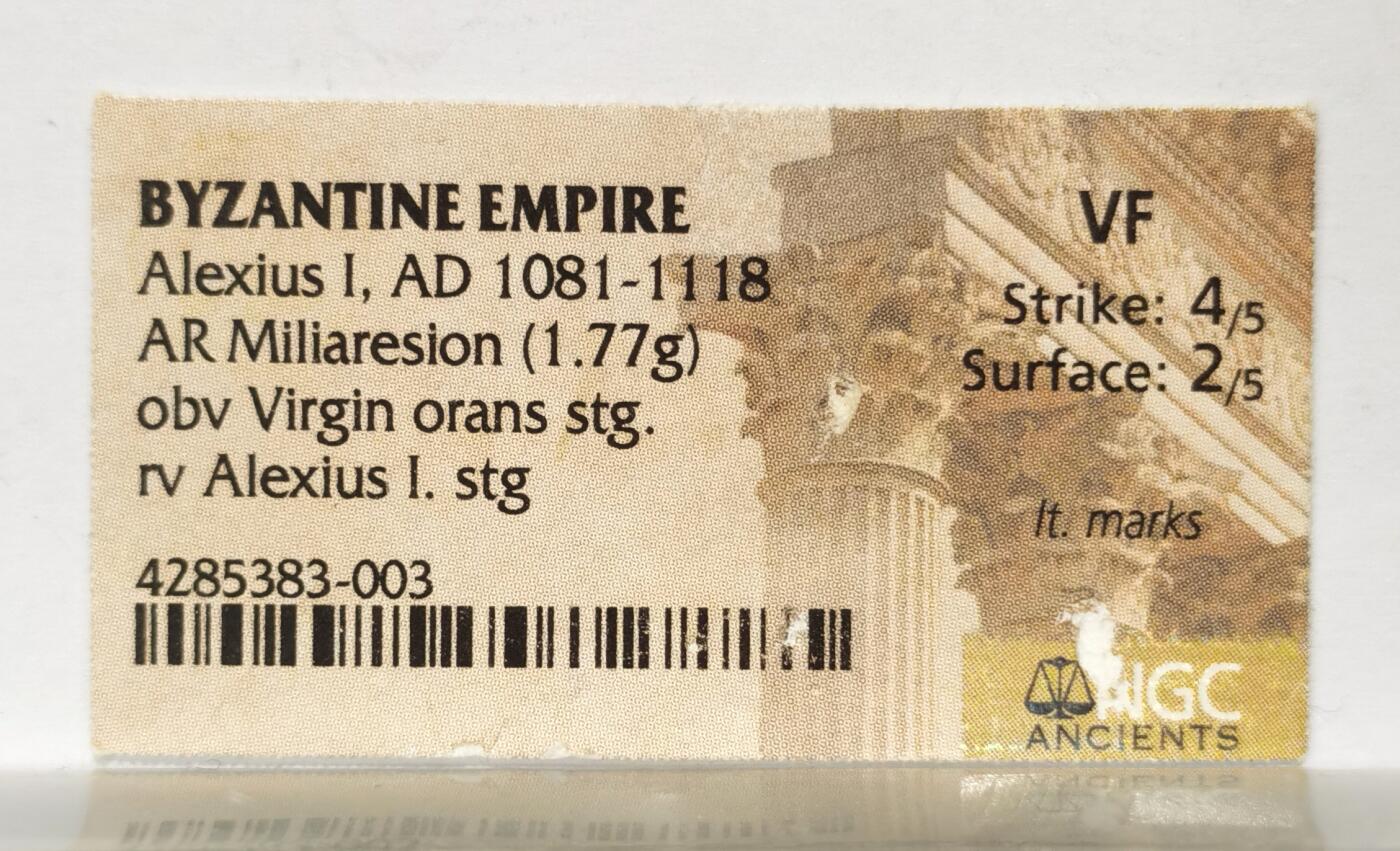 BYZANTINE EMPIRE
Alexius I, AD 1081-1118
AR Miliaresion (1.77g)
obv Virgin orans stg.
rv Alexius I. stg
4285383-003
VF
Strike: 4/5
Surface: 2/5
lt. marks
NGC
ANCIENTS